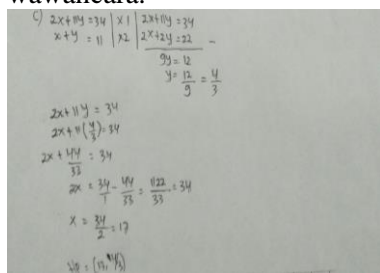 wawancara.
c) 2x+11y=34 | x1 | 2x+11y=34
x+y = 11 | x2 | 2x+2y=22 -
9y=12
y=12/9 = 4/3
2x+11y = 34
2x+11(4/3)=34
2x+44/33 = 34
2x = 34/1 - 44/33 = 1122/33 = 34
x = 34/2 = 17